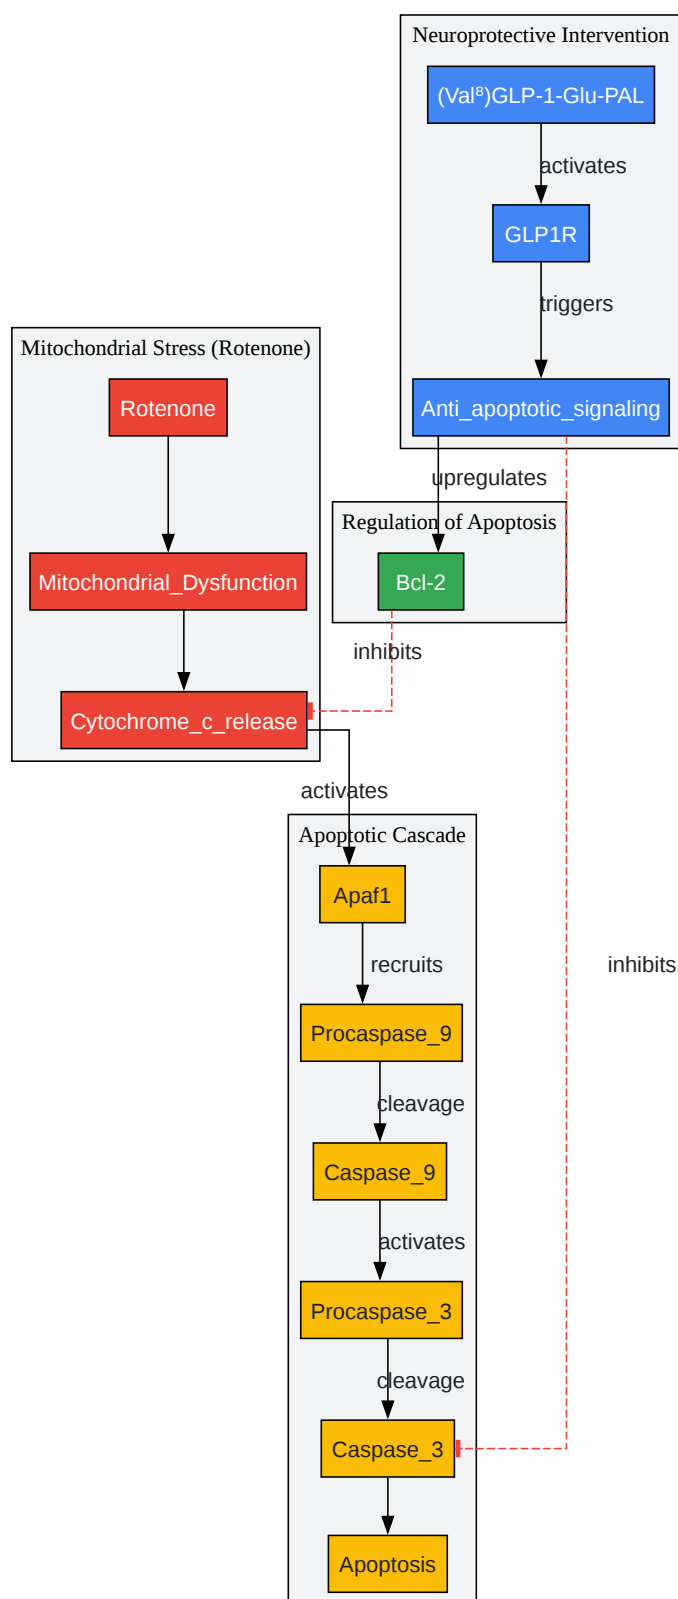 Neuroprotective Intervention
(Val⁸)GLP-1-Glu-PAL
activates
GLP1R
triggers
Mitochondrial Stress (Rotenone)
Rotenone
Anti_apoptotic_signaling
upregulates
Regulation of Apoptosis
Mitochondrial_Dysfunction
Bcl-2
inhibits
Cytochrome_c_release
activates
Apoptotic Cascade
Apaf1
recruits
inhibits
Procaspase_9
cleavage
Caspase_9
activates
Procaspase_3
cleavage
Caspase_3
Apoptosis